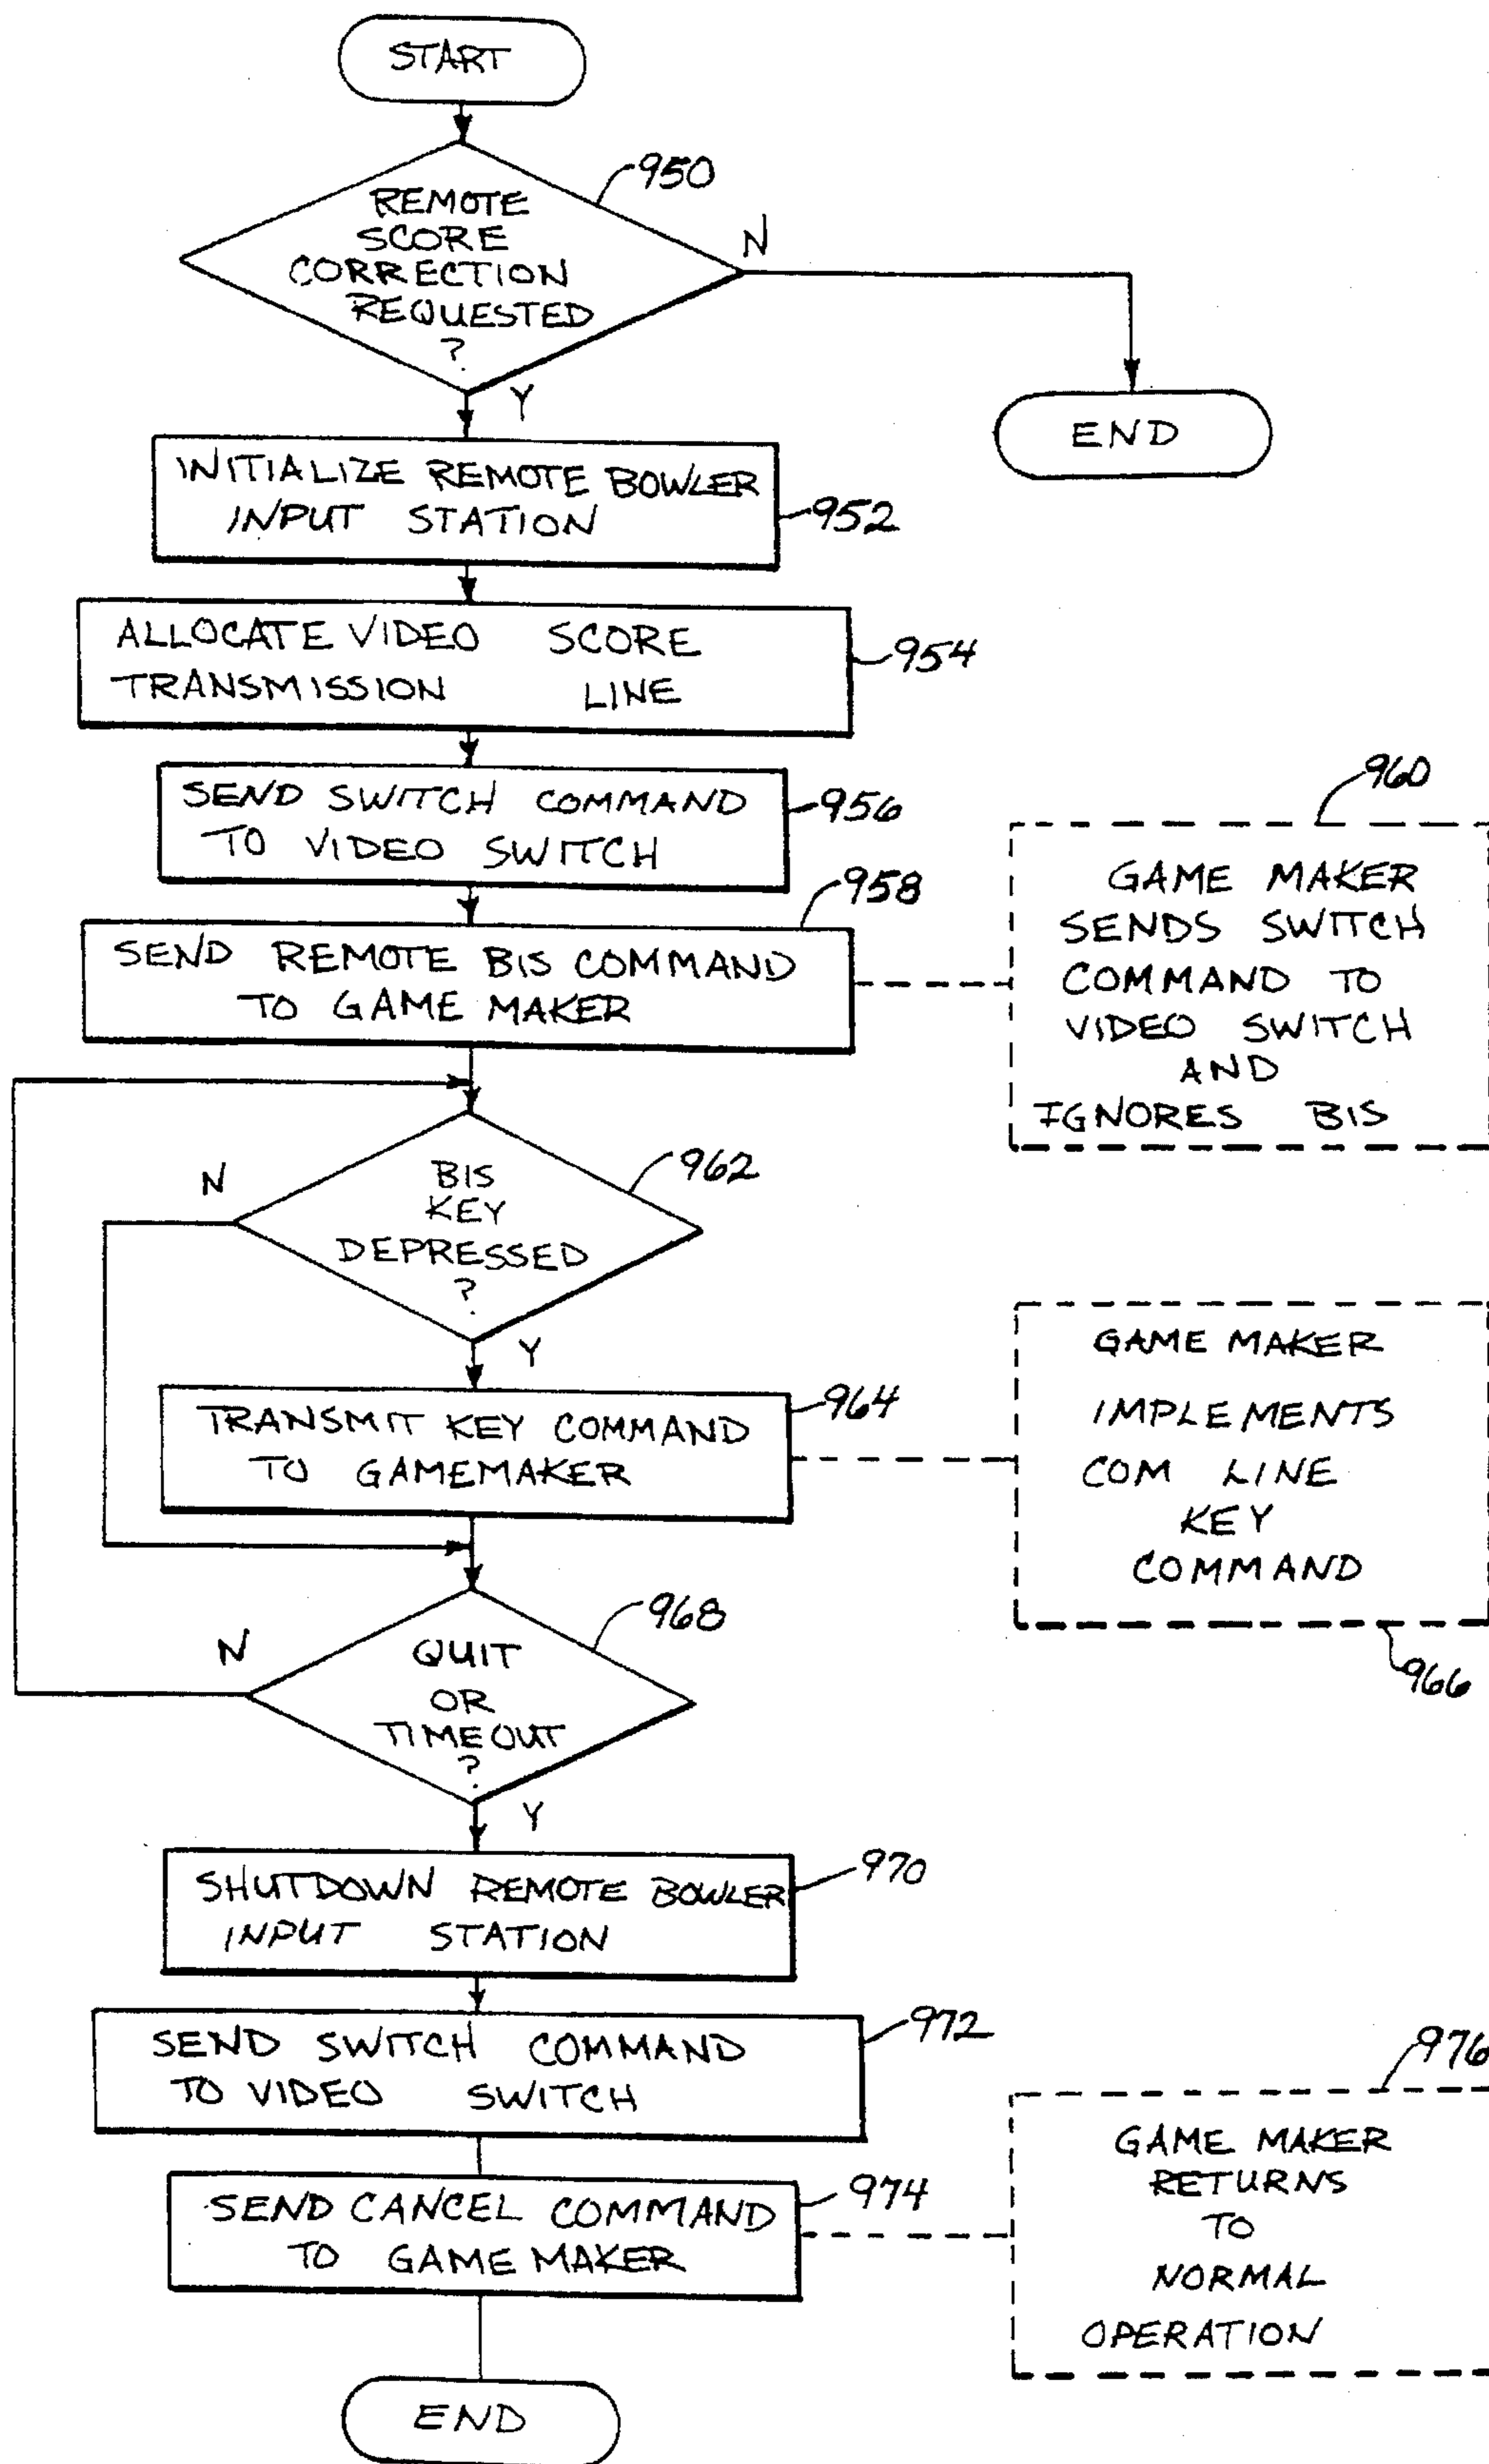 START
950
REMOTE
SCORE
CORRECTION
REQUESTED
?
N
Y
END
INITIALIZE REMOTE BOWLER
INPUT STATION
952
ALLOCATE VIDEO SCORE
TRANSMISSION LINE
954
SEND SWITCH COMMAND
TO VIDEO SWITCH
956
958
SEND REMOTE BIS COMMAND
TO GAME MAKER
960
GAME MAKER
SENDS SWITCH
COMMAND TO
VIDEO SWITCH
AND
IGNORES BIS
962
N
BIS
KEY
DEPRESSED
?
Y
TRANSMIT KEY COMMAND
TO GAMEMAKER
964
GAME MAKER
IMPLEMENTS
COM LINE
KEY
COMMAND
966
968
N
QUIT
OR
TIMEOUT
?
Y
SHUTDOWN REMOTE BOWLER
INPUT STATION
970
SEND SWITCH COMMAND
TO VIDEO SWITCH
972
SEND CANCEL COMMAND
TO GAME MAKER
974
976
GAME MAKER
RETURNS
TO
NORMAL
OPERATION
END